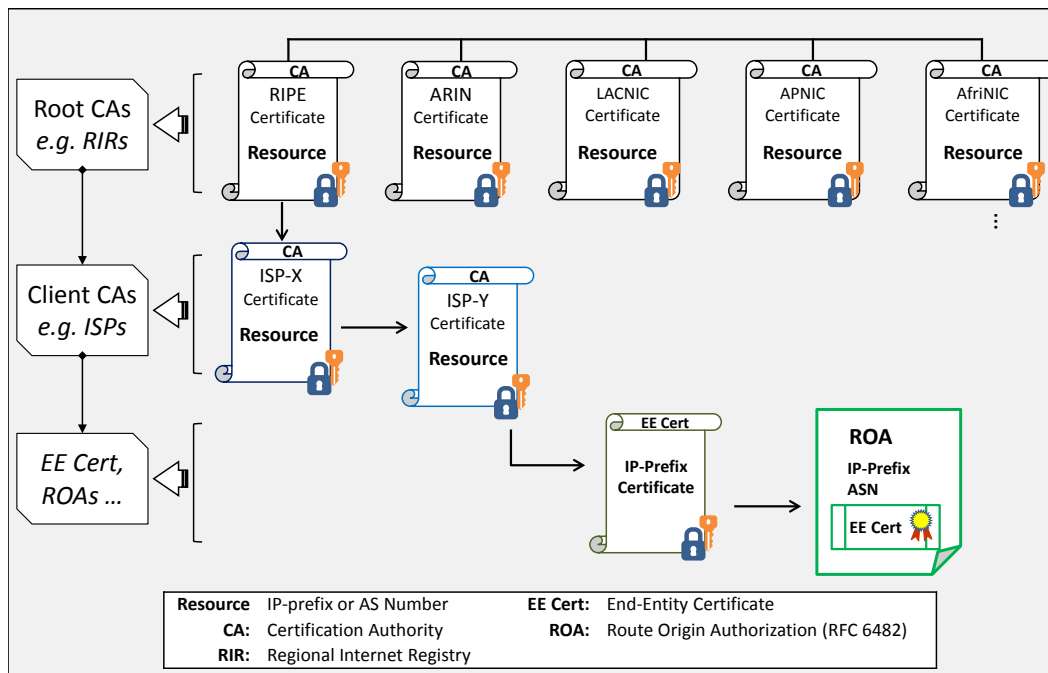 CA
RIPE
Certificate
Resource
CA
ARIN
Certificate
Resource
CA
LACNIC
Certificate
Resource
CA
APNIC
Certificate
Resource
CA
AfriNIC
Certificate
Resource
...
Root CAs
e.g. RIRs
Client CAs
e.g. ISPs
CA
ISP-X
Certificate
Resource
CA
ISP-Y
Certificate
Resource
EE Cert,
ROAs ...
EE Cert
IP-Prefix
Certificate
ROA
IP-Prefix
ASN
EE Cert
Resource IP-prefix or AS Number
CA: Certification Authority
RIR: Regional Internet Registry
EE Cert: End-Entity Certificate
ROA: Route Origin Authorization (RFC 6482)